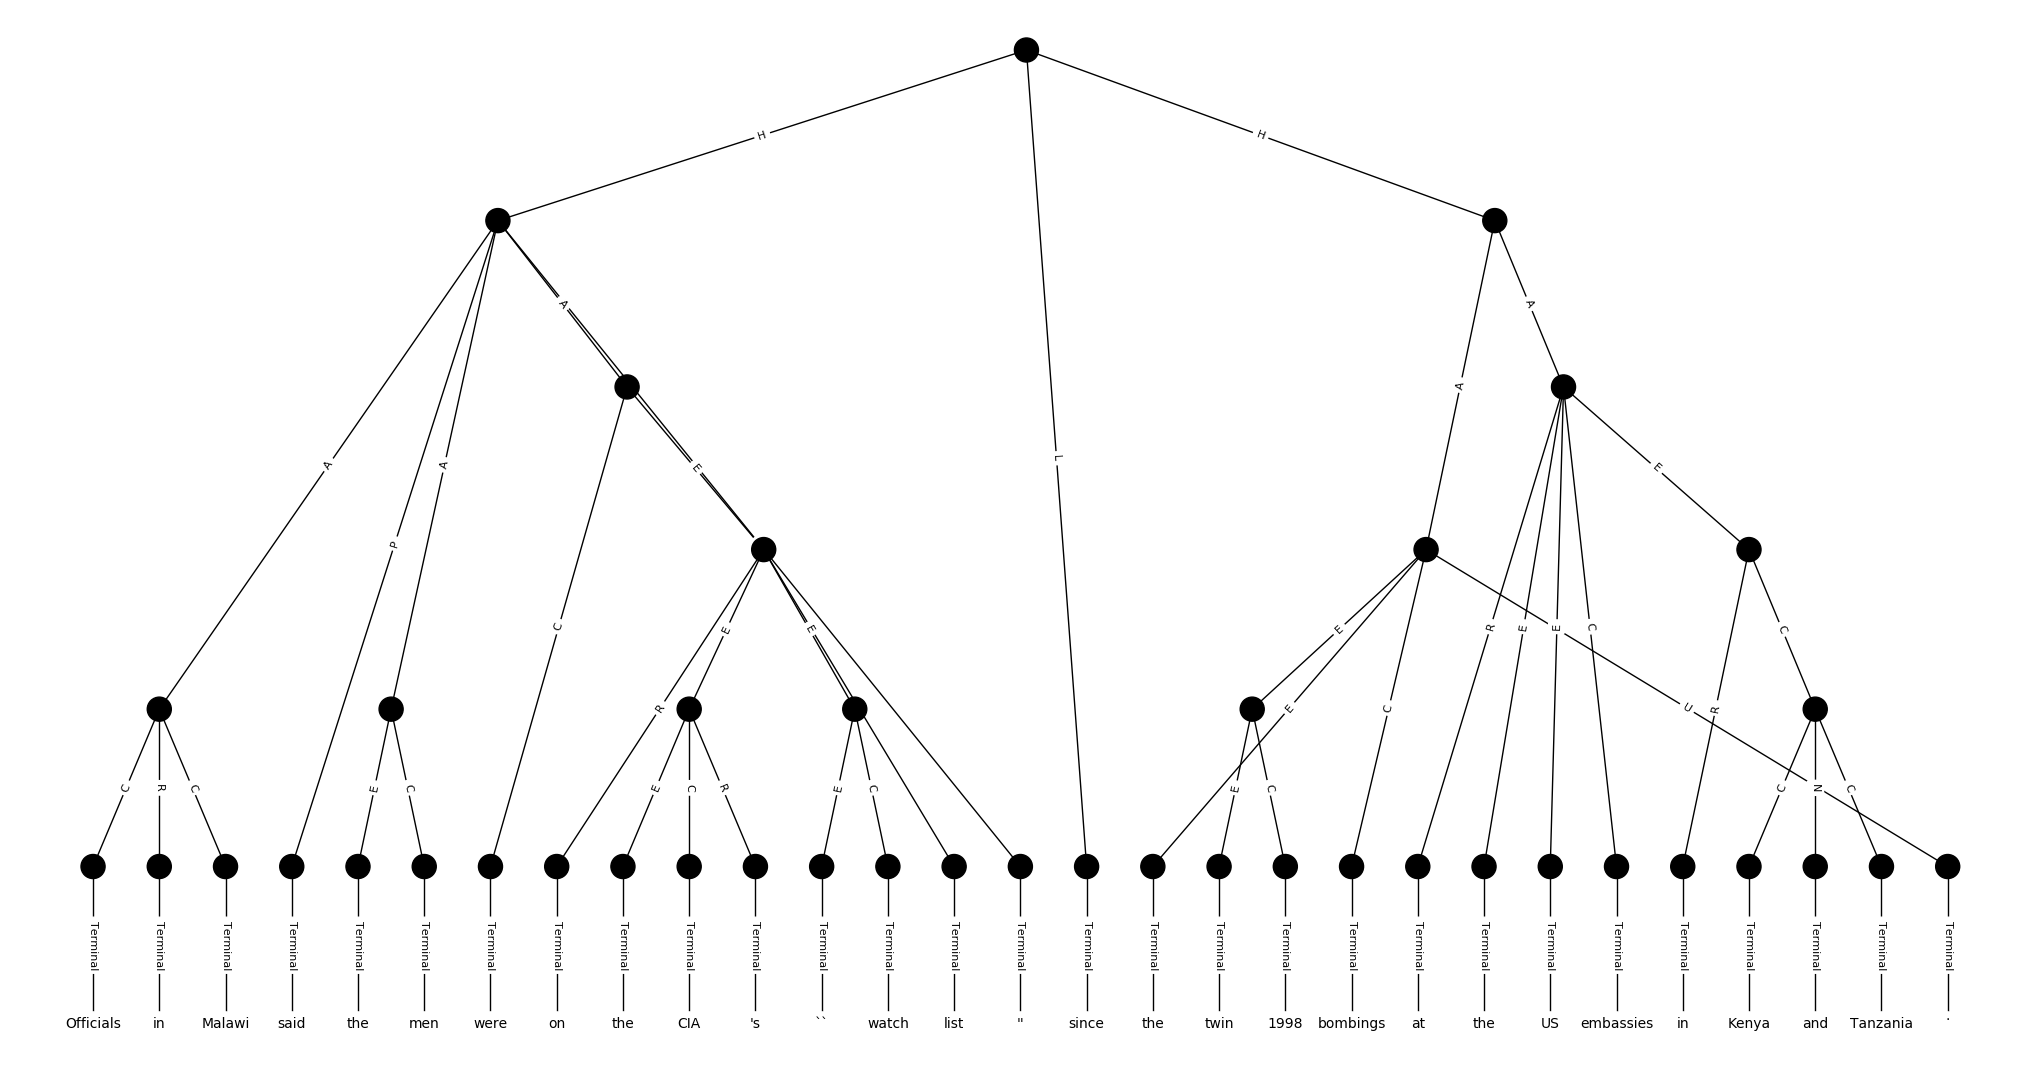 H H
A A
A P A A E E
C L E R E E E C R E E C U R C
C R C E C E C R E C E C C N C
Terminal Terminal Terminal Terminal Terminal Terminal Terminal Terminal Terminal Terminal Terminal Terminal Terminal Terminal Terminal Terminal Terminal Terminal Terminal Terminal Terminal Terminal Terminal Terminal Terminal Terminal Terminal Terminal Terminal
Officials in Malawi said the men were on the CIA 's `` watch list " since the twin 1998 bombings at the US embassies in Kenya and Tanzania .